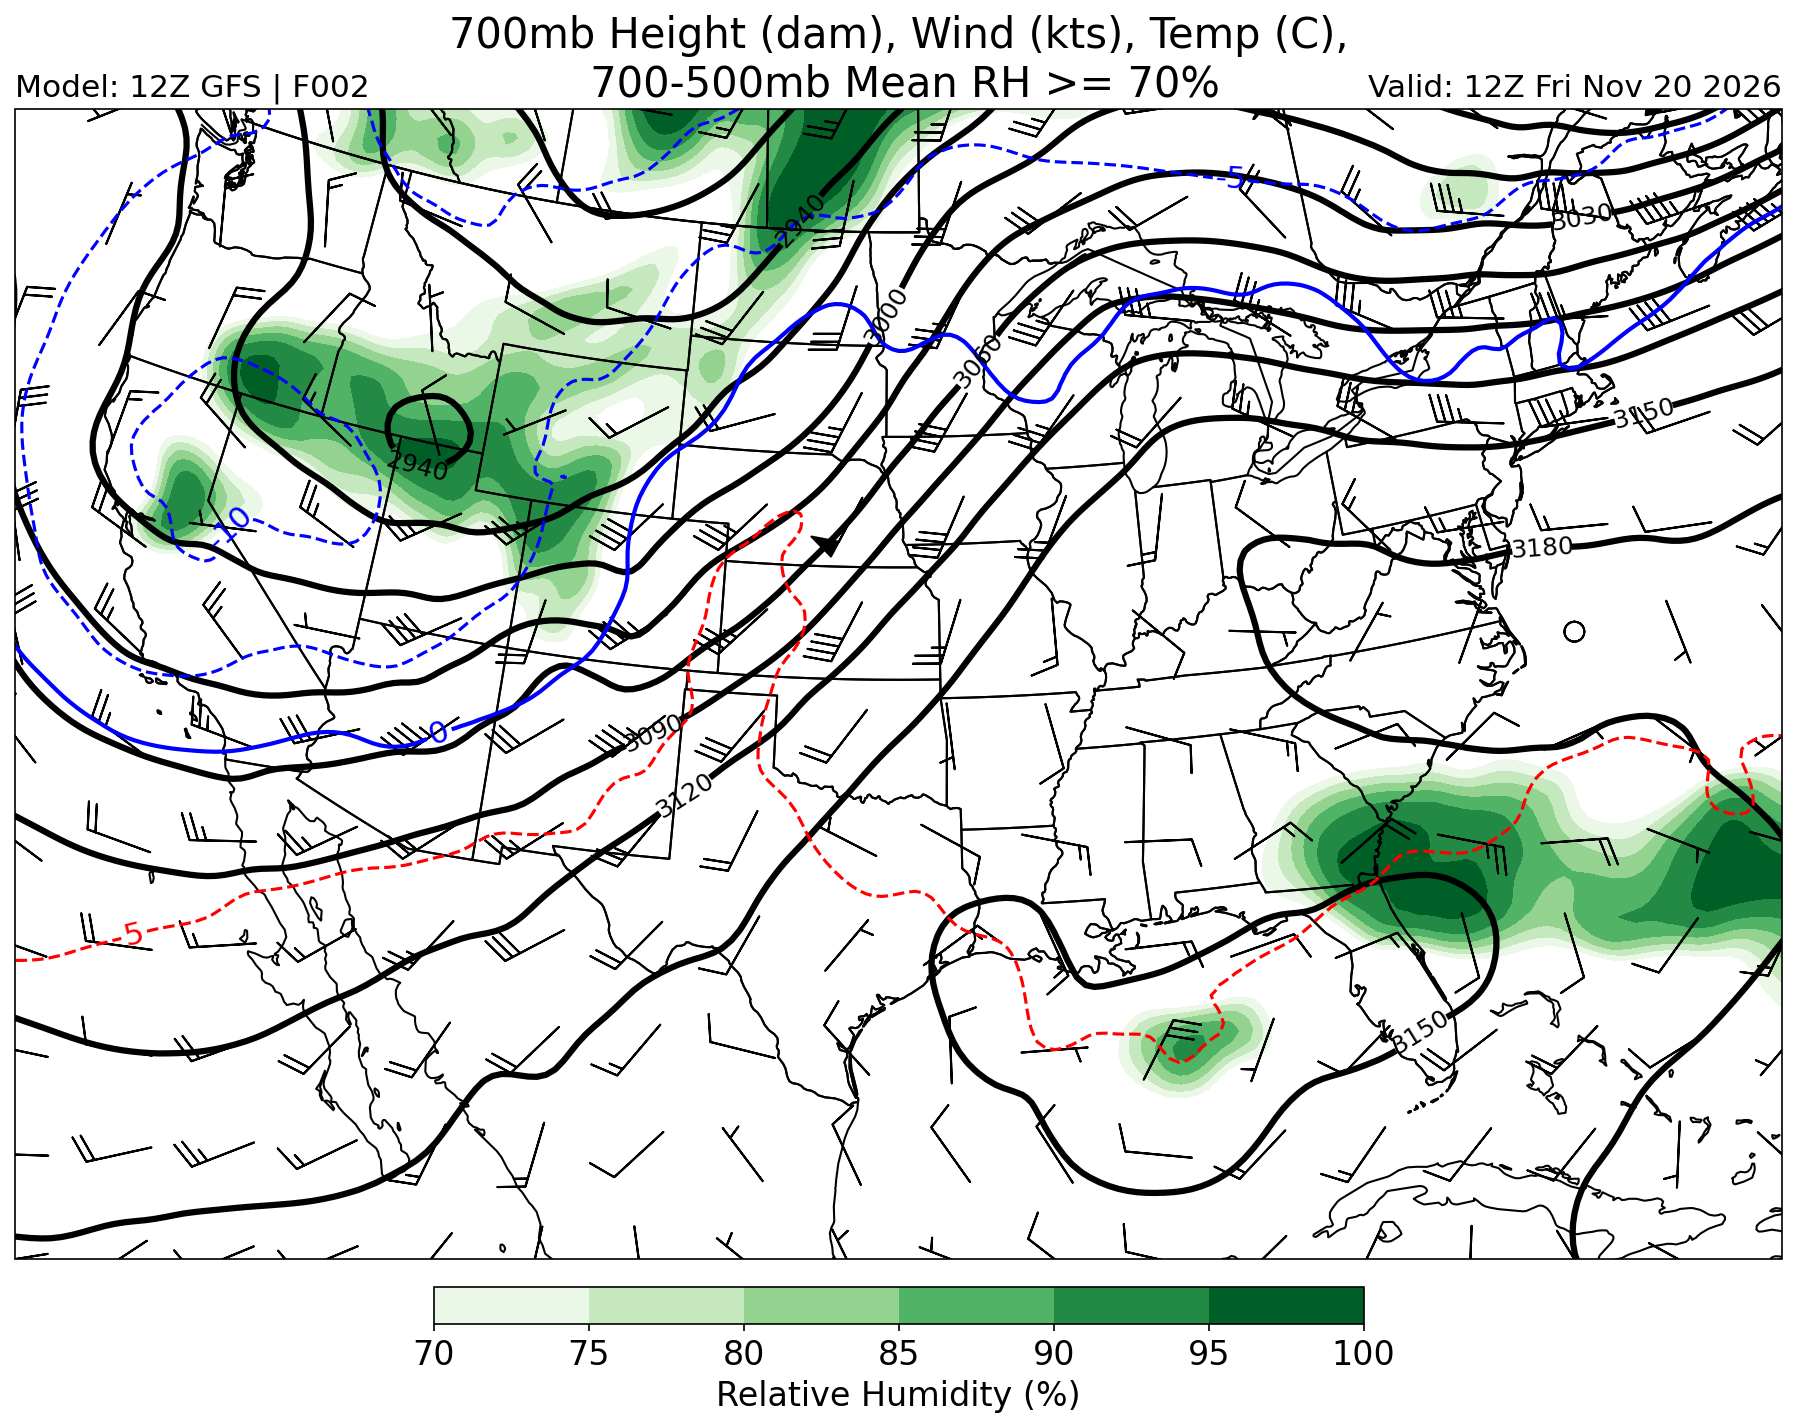 700mb Height (dam), Wind (kts), Temp (C),
700-500mb Mean RH >= 70%
Model: 12Z GFS | F002
Valid: 12Z Fri Nov 20 2026
2940
-5
3030
3000
3060
3150
2940
-10
3180
0
3090
3120
5
3150
70 75 80 85 90 95 100
Relative Humidity (%)